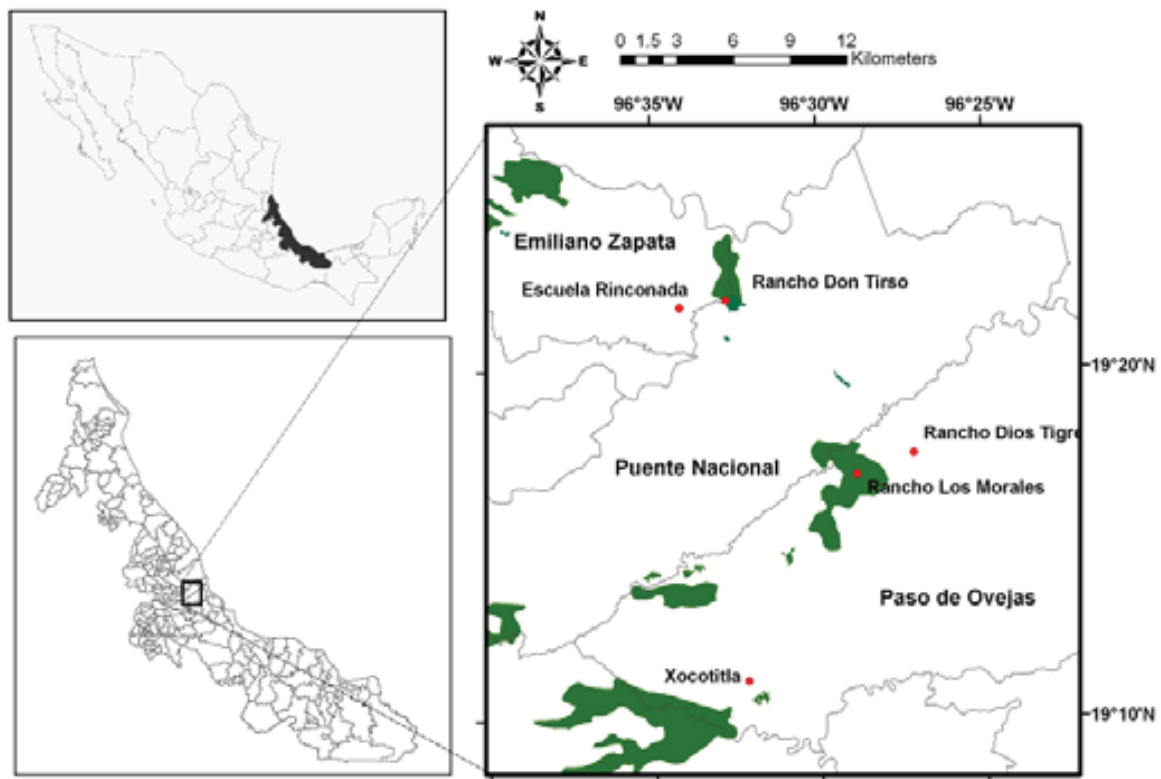 N
W E
S
0 1.5 3 6 9 12
Kilometers
96°35'W 96°30'W 96°25'W
Emiliano Zapata
Escuela Rinconada
Rancho Don Tirso
19°20'N
Rancho Dios Tigre
Puente Nacional
Rancho Los Morales
Paso de Ovejas
Xocotitla
19°10'N